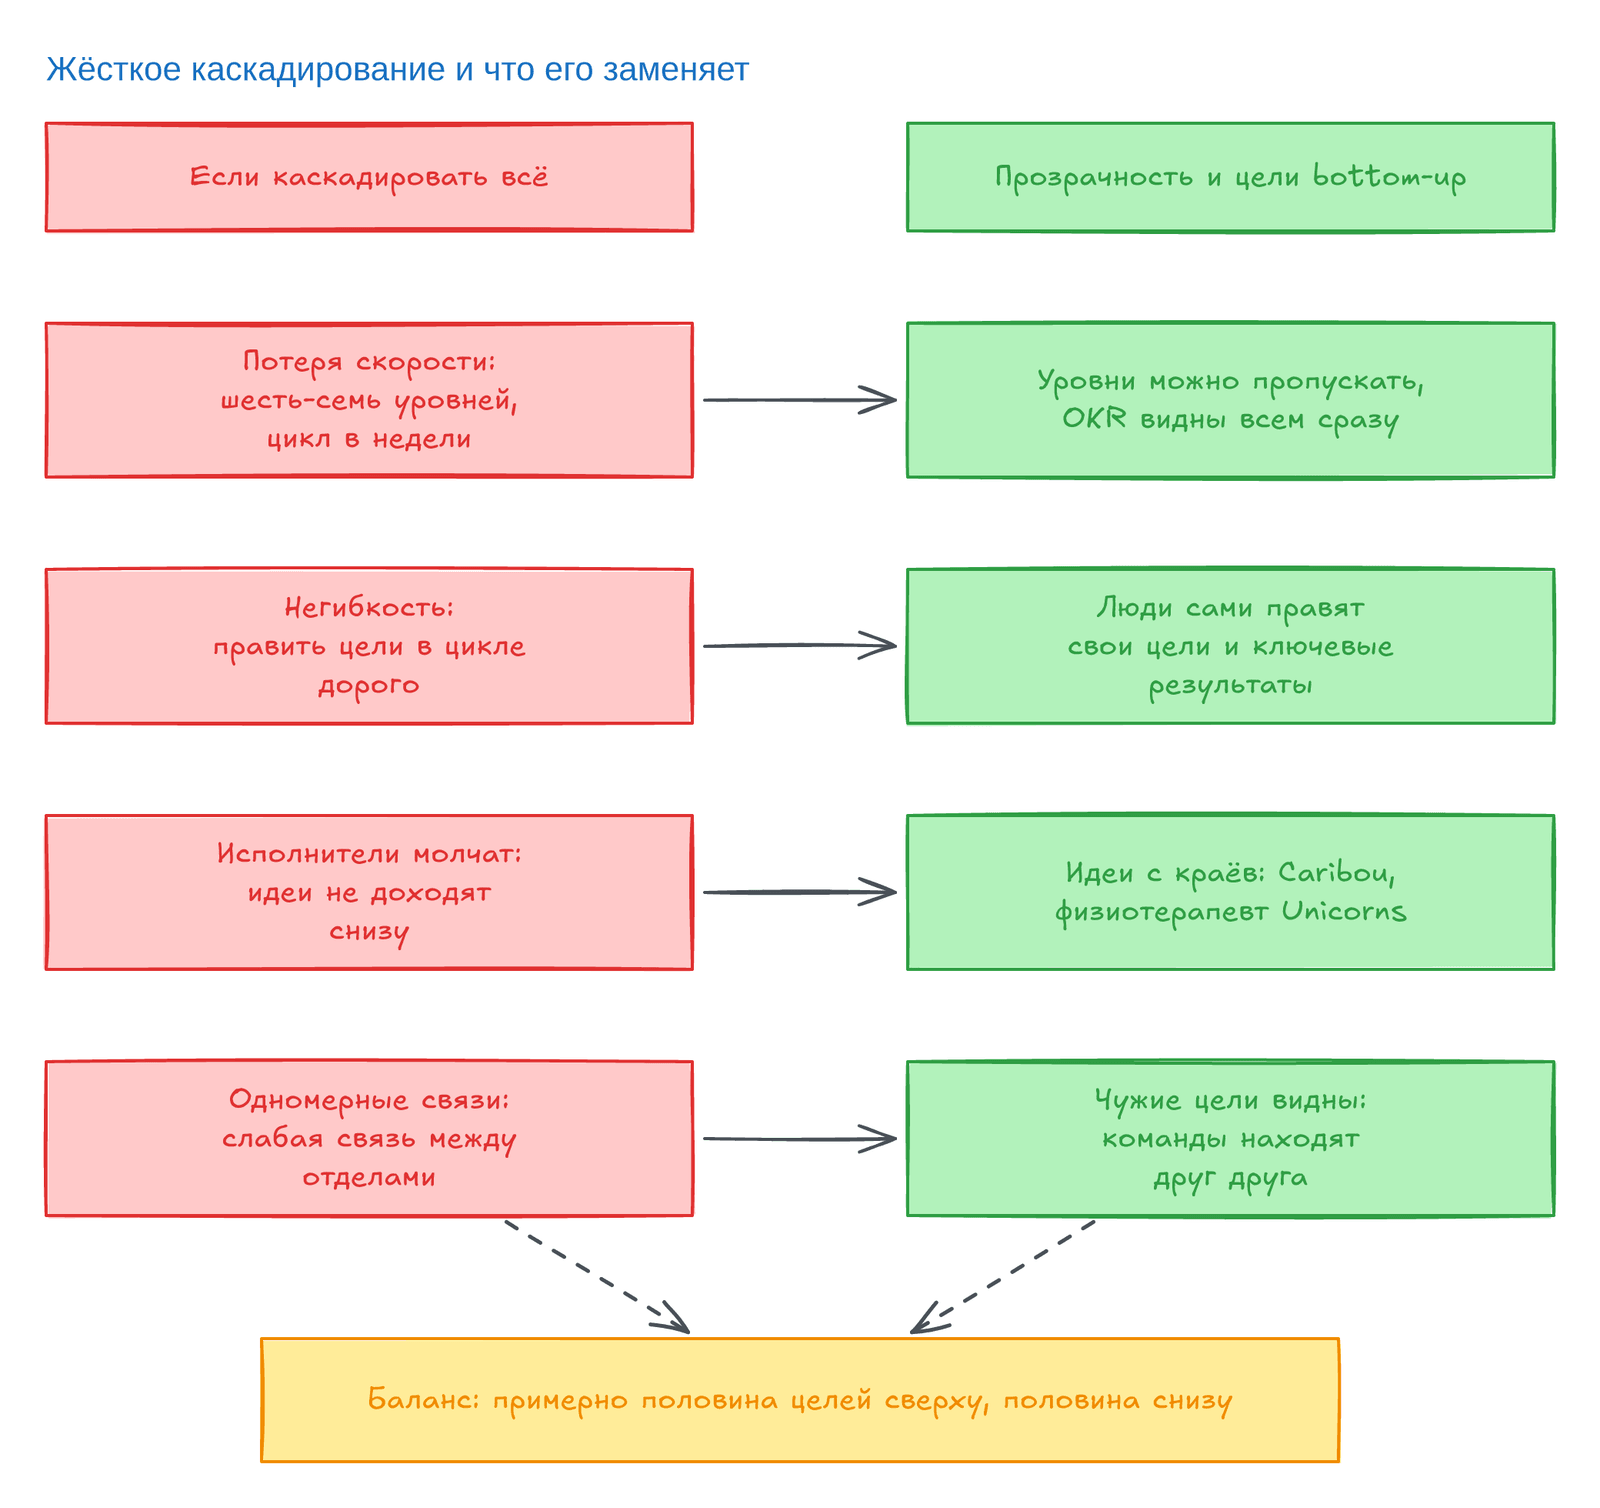 Жёсткое каскадирование и что его заменяет
Если каскадировать всё
Прозрачность и цели bottom-up
Потеря скорости:
шесть-семь уровней,
цикл в недели
Уровни можно пропускать,
OKR видны всем сразу
Негибкость:
править цели в цикле
дорого
Люди сами правят
свои цели и ключевые
результаты
Исполнители молчат:
идеи не доходят
снизу
Идеи с краёв: Caribou,
физиотерапевт Unicorns
Одномерные связи:
слабая связь между
отделами
Чужие цели видны:
команды находят
друг друга
Баланс: примерно половина целей сверху, половина снизу